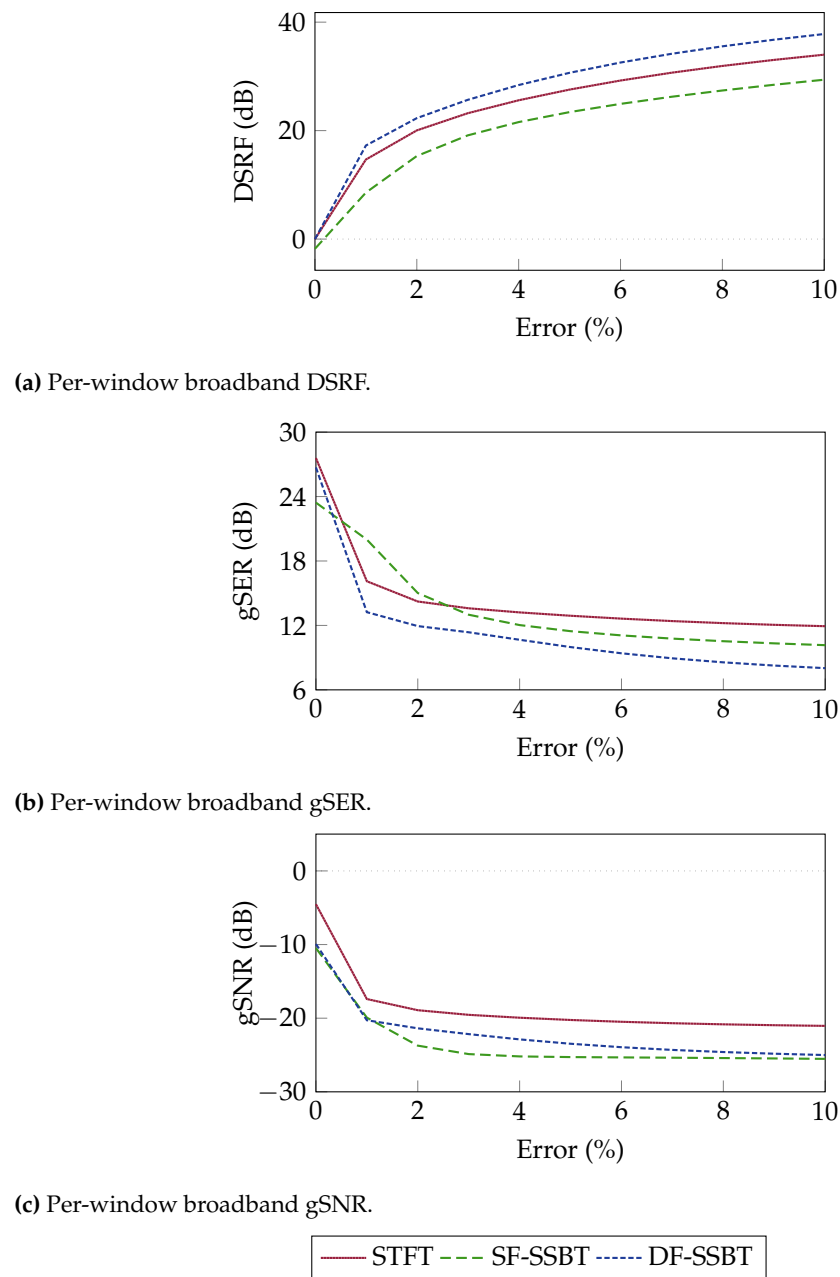 40
20
0
DSRF (dB)
0 2 4 6 8 10
Error (%)
(a) Per-window broadband DSRF.
30
24
18
12
6
gSER (dB)
0 2 4 6 8 10
Error (%)
(b) Per-window broadband gSER.
0
−10
−20
−30
gSNR (dB)
0 2 4 6 8 10
Error (%)
(c) Per-window broadband gSNR.
STFT SF-SSBT DF-SSBT